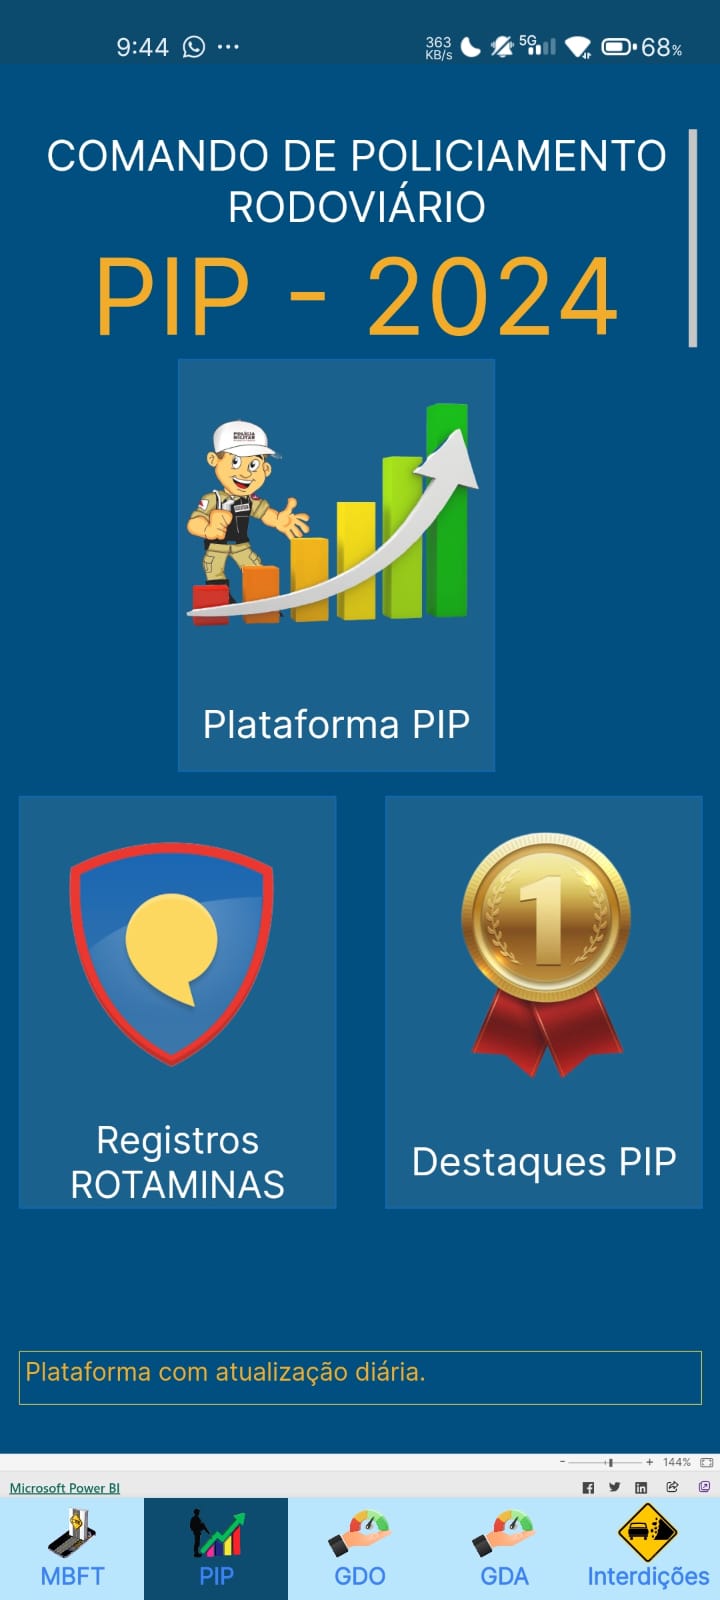 9:44
363
KB/s
5G
68%
COMANDO DE POLICIAMENTO
RODOVIÁRIO
PIP - 2024
POLÍCIA
MILITAR
Plataforma PIP
1
Registros
ROTAMINAS
Destaques PIP
Plataforma com atualização diária.
- + 144%
Microsoft Power BI
MBFT
PIP
GDO
GDA
Interdições